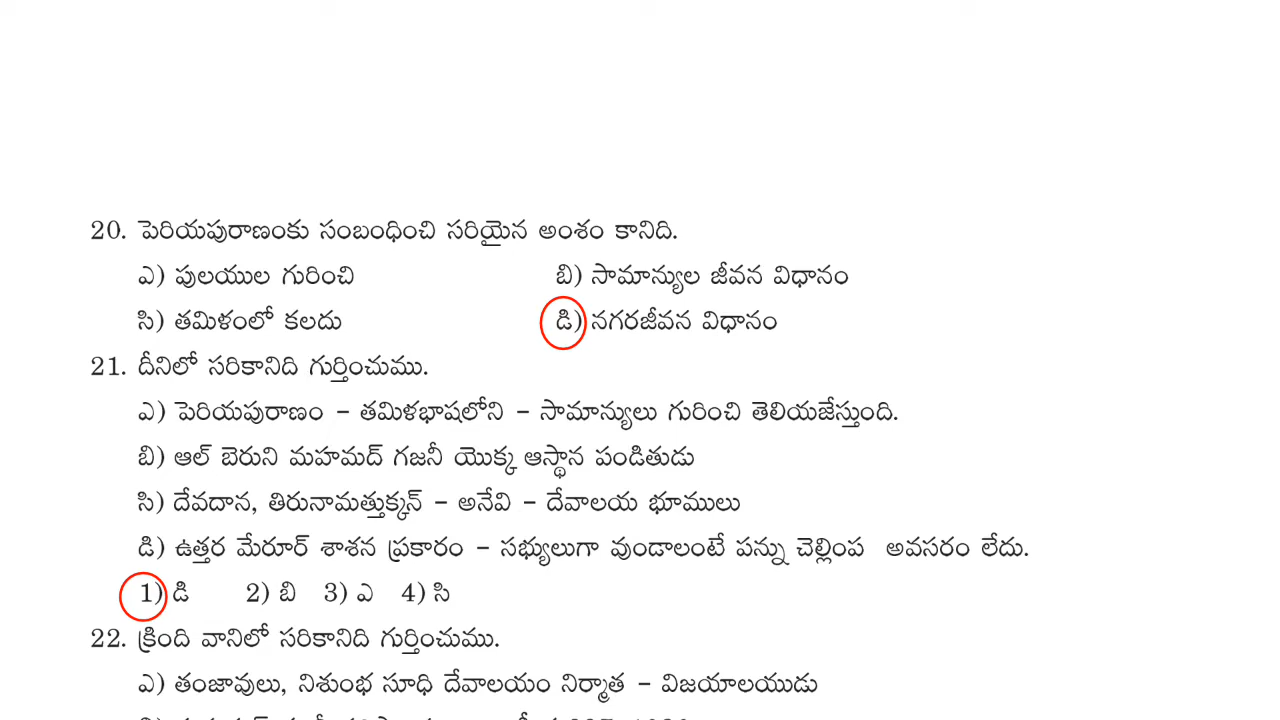 20. పెరియపురాణంకు సంబంధించి సరియైన అంశం కానిది.
ఎ) పులయుల గురించి బి) సామాన్యుల జీవన విధానం
సి) తమిళంలో కలదు డి) నగరజీవన విధానం
21. దీనిలో సరికానిది గుర్తించుము.
ఎ) పెరియపురాణం - తమిళభాషలోని - సామాన్యులు గురించి తెలియజేస్తుంది.
బి) ఆల్ బెరుని మహమద్ గజనీ యొక్క ఆస్థాన పండితుడు
సి) దేవదాన, తిరునామత్తుక్కన్ - అనేవి - దేవాలయ భూములు
డి) ఉత్తర మేరూర్ శాశన ప్రకారం - సభ్యులుగా వుండాలంటే పన్ను చెల్లింప అవసరం లేదు.
1) డి 2) బి 3) ఎ 4) సి
22. క్రింది వానిలో సరికానిది గుర్తించుము.
ఎ) తంజావులు, నిశుంభ సూధి దేవాలయం నిర్మాత - విజయాలయుడు